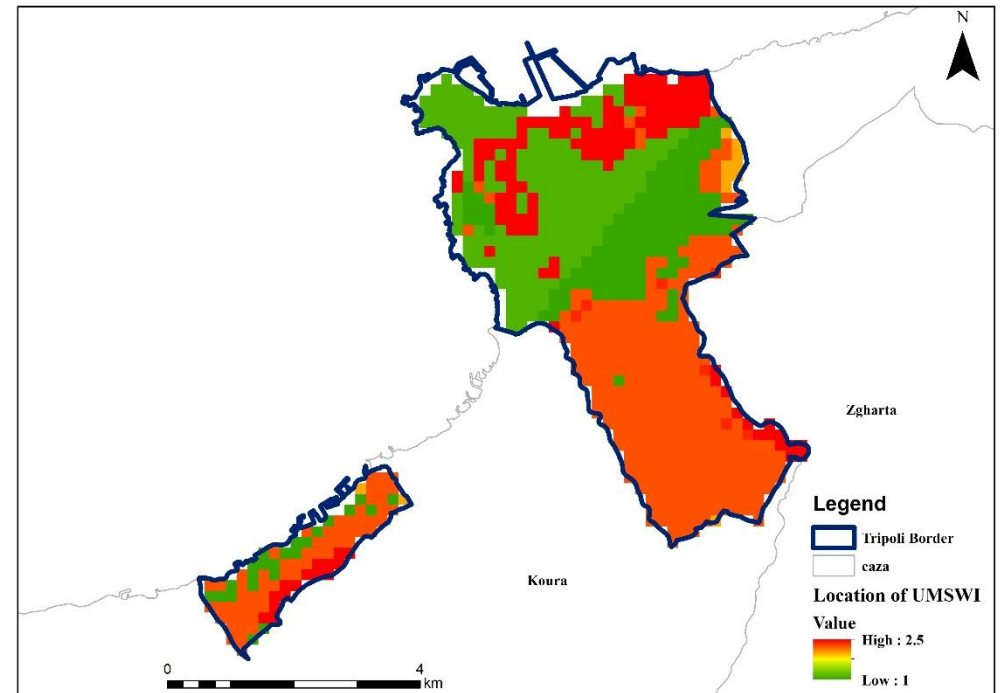 N
Zgharta
Legend
Tripoli Border
caza
Koura
Location of UMSWI
Value
High : 2.5
Low : 1
0 4
km